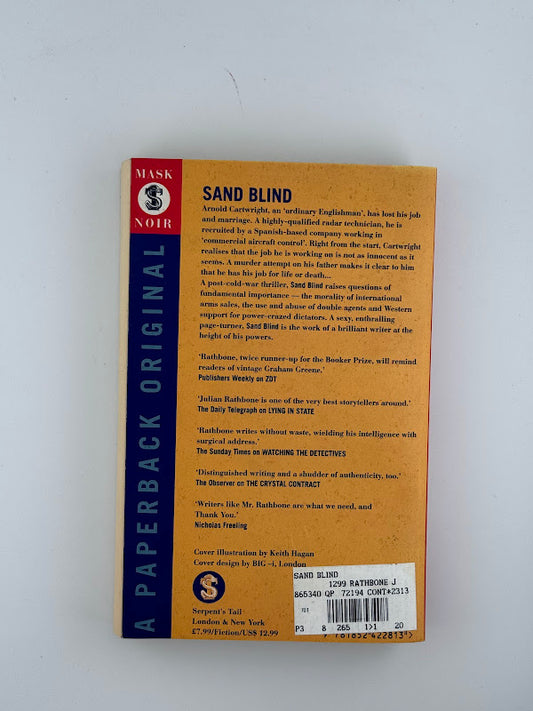 MASK
S
NOIR
A PAPERBACK ORIGINAL
SAND BLIND
Arnold Cartwright, an 'ordinary Englishman', has lost his job
and marriage. A highly-qualified radar technician, he is
recruited by a Spanish-based company working in
'commercial aircraft control'. Right from the start, Cartwright
realises that the job he is working on is not as innocent as it
seems. A murder attempt on his father makes it clear to him
that he has his job for life or death...
A post-cold-war thriller, Sand Blind raises questions of
fundamental importance — the morality of international
arms sales, the use and abuse of double agents and Western
support for power-crazed dictators. A sexy, enthralling
page-turner, Sand Blind is the work of a brilliant writer at the
height of his powers.
'Rathbone, twice runner-up for the Booker Prize, will remind
readers of vintage Graham Greene.'
Publishers Weekly on ZDT
'Julian Rathbone is one of the very best storytellers around.'
The Daily Telegraph on LYING IN STATE
'Rathbone writes without waste, wielding his intelligence with
surgical address.'
The Sunday Times on WATCHING THE DETECTIVES
'Distinguished writing and a shudder of authenticity, too.'
The Observer on THE CRYSTAL CONTRACT
'Writers like Mr. Rathbone are what we need, and
Thank You.'
Nicholas Freeling
Cover illustration by Keith Hagan
Cover design by BIG –i, London
S
Serpent's Tail
London & New York
£7.99/Fiction/US$ 12.99
SAND BLIND
1299 RATHBONE J
865340 QP 72194 CONT*2313
P3 8 265 1>1 20
9 781852 422813>